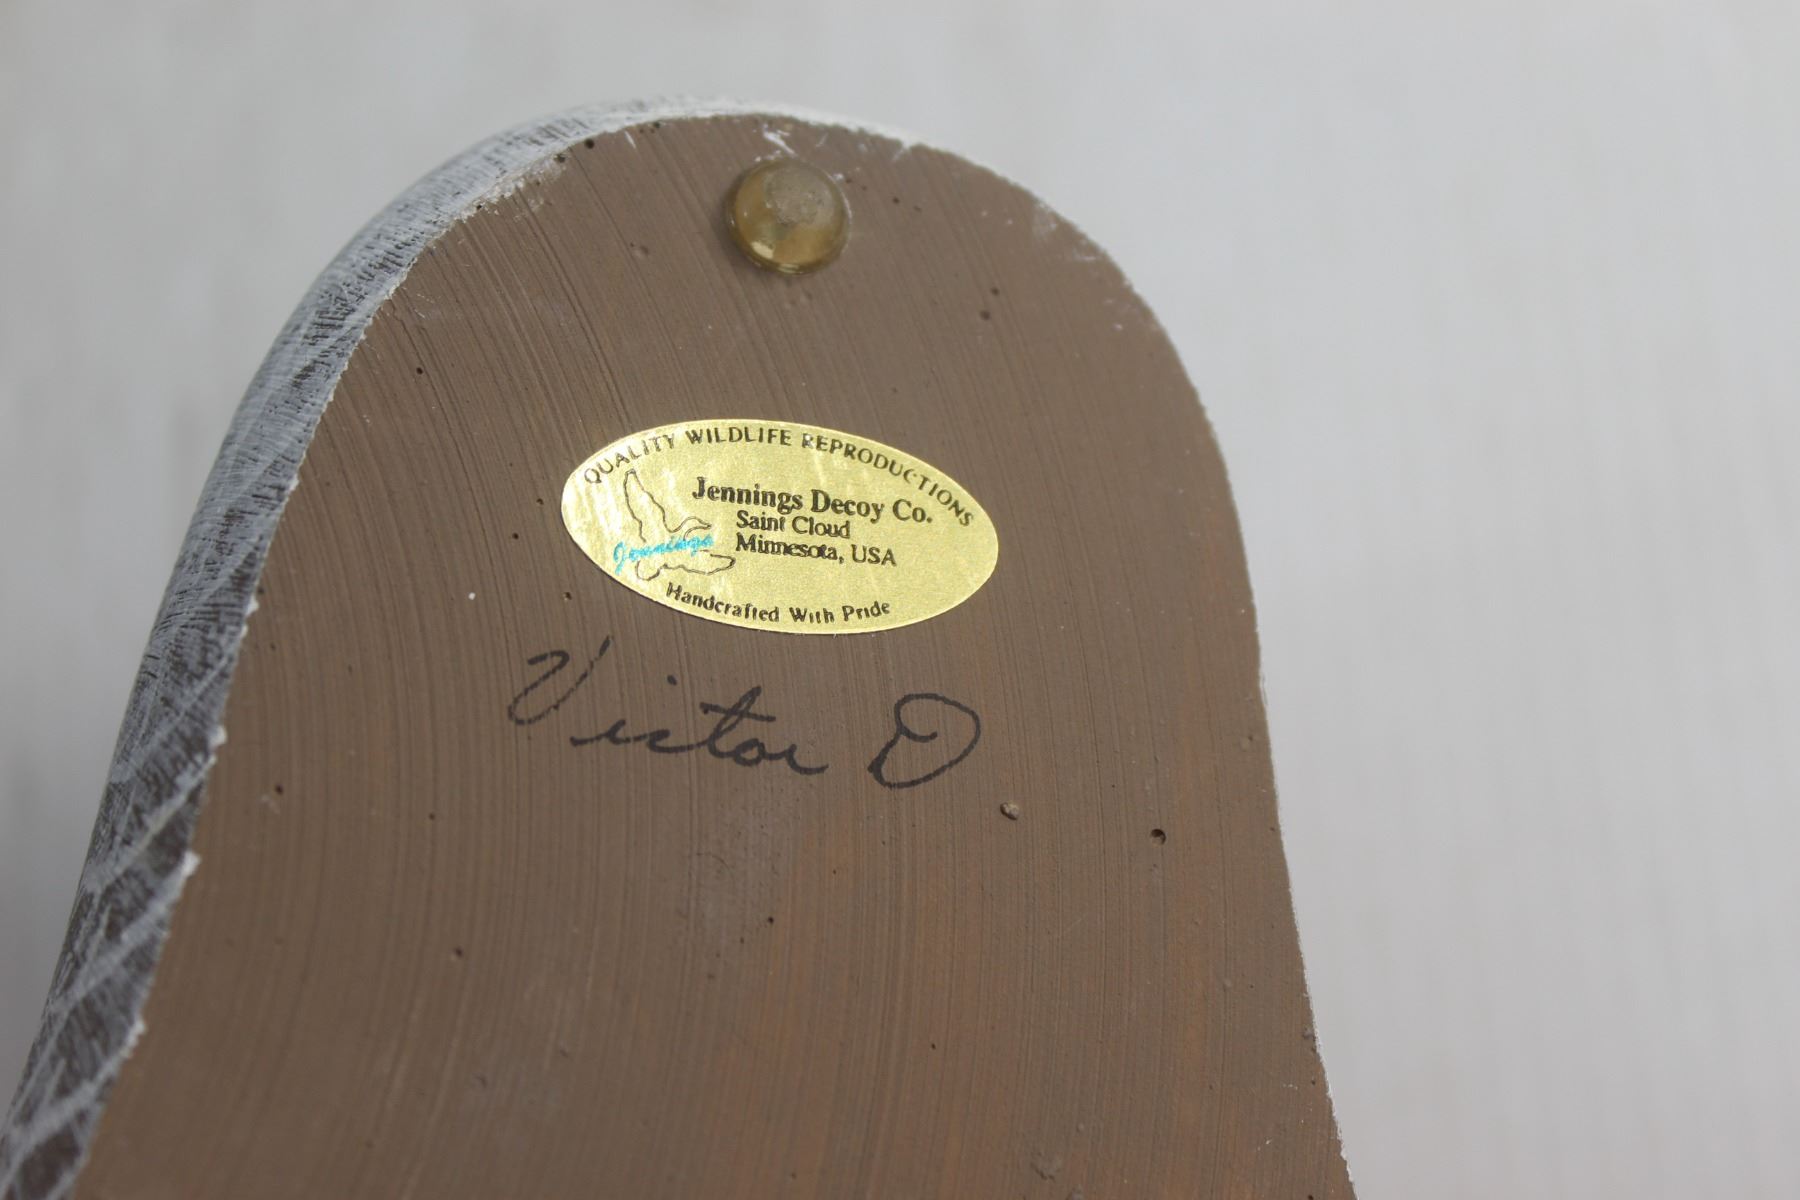 QUALITY WILDLIFE REPRODUCTIONS
Jennings Decoy Co.
Saint Cloud
Minnesota, USA
Jennings
Handcrafted With Pride
Victor D